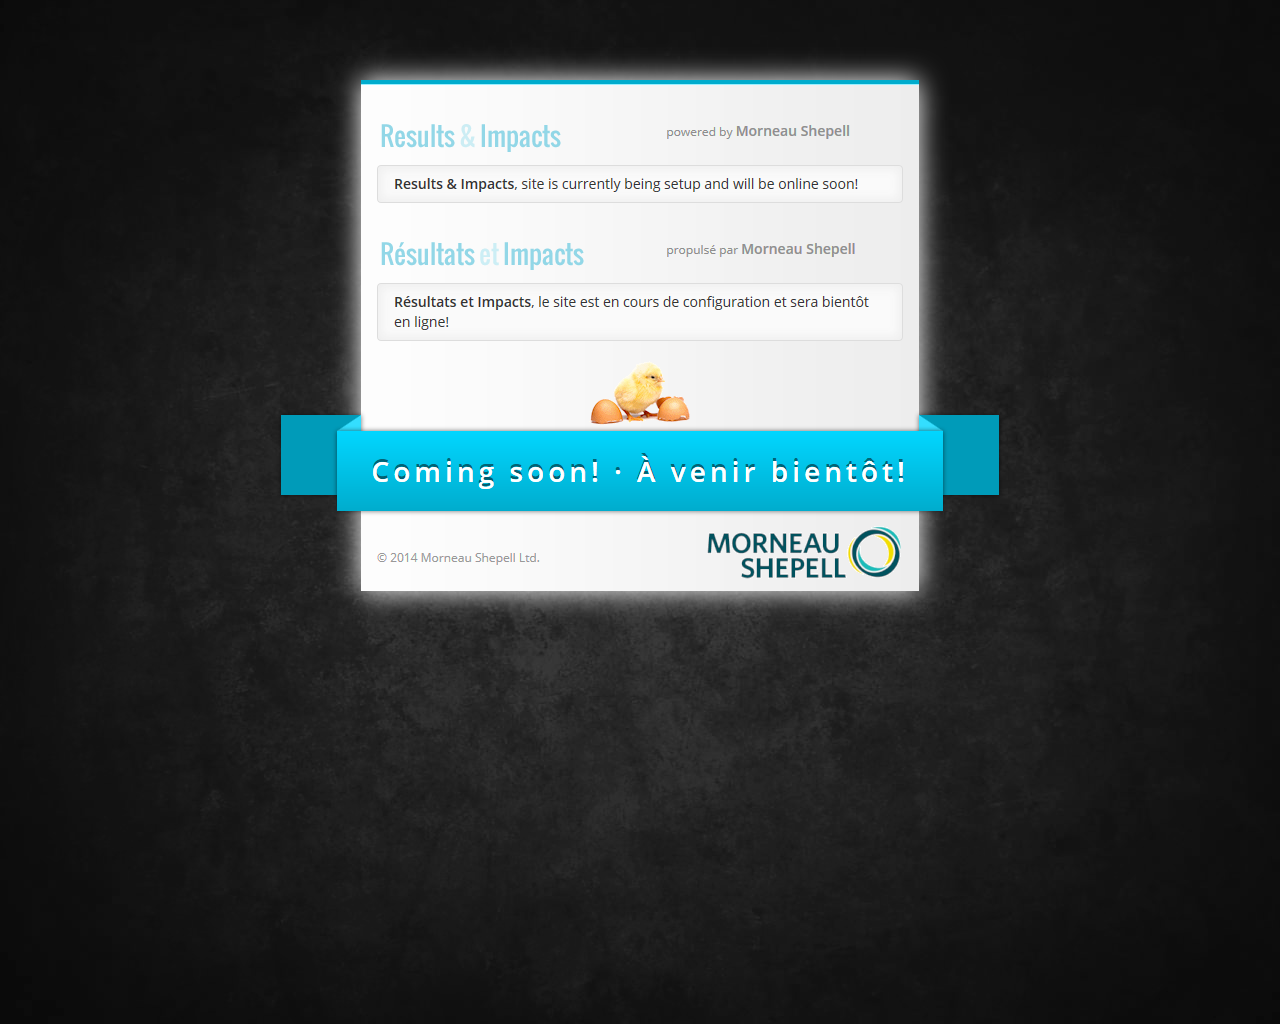 Results & Impacts
powered by Morneau Shepell
Results & Impacts, site is currently being setup and will be online soon!
Résultats et Impacts
propulsé par Morneau Shepell
Résultats et Impacts, le site est en cours de configuration et sera bientôt
en ligne!
Coming soon! · À venir bientôt!
© 2014 Morneau Shepell Ltd.
MORNEAU
SHEPELL